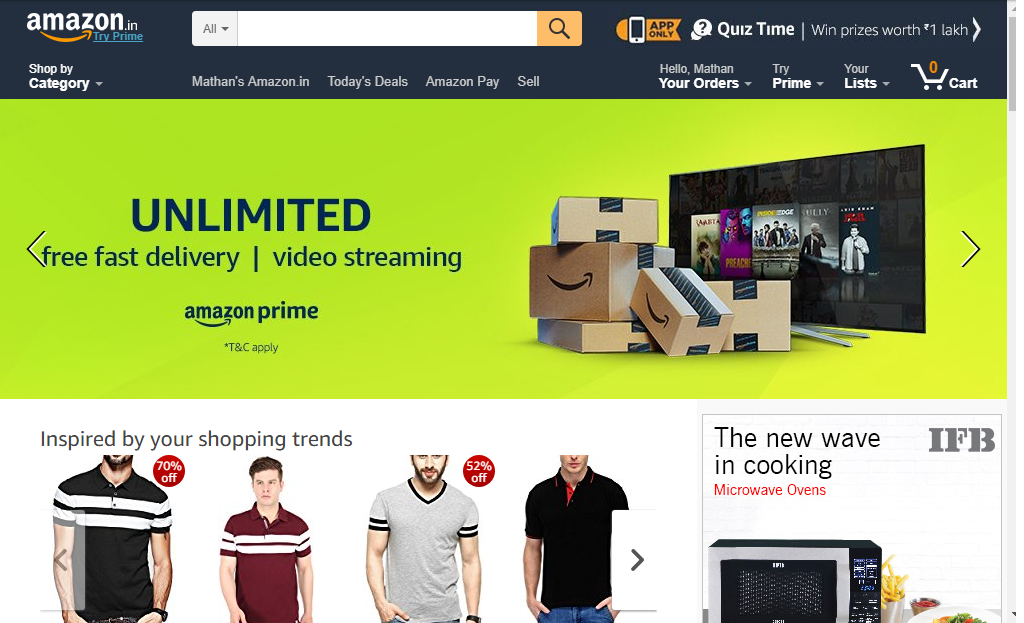 amazon.in
Try Prime
All
APP ONLY
Quiz Time | Win prizes worth ₹1 lakh
Shop by
Category
Mathan's Amazon.in
Today's Deals
Amazon Pay
Sell
Hello, Mathan
Your Orders
Try
Prime
Your
Lists
0
Cart
UNLIMITED
free fast delivery | video streaming
amazon prime
*T&C apply
PREACHER
INSIDE EDGE
SULLY
Inspired by your shopping trends
70%
off
52%
off
The new wave
in cooking
Microwave Ovens
IFB